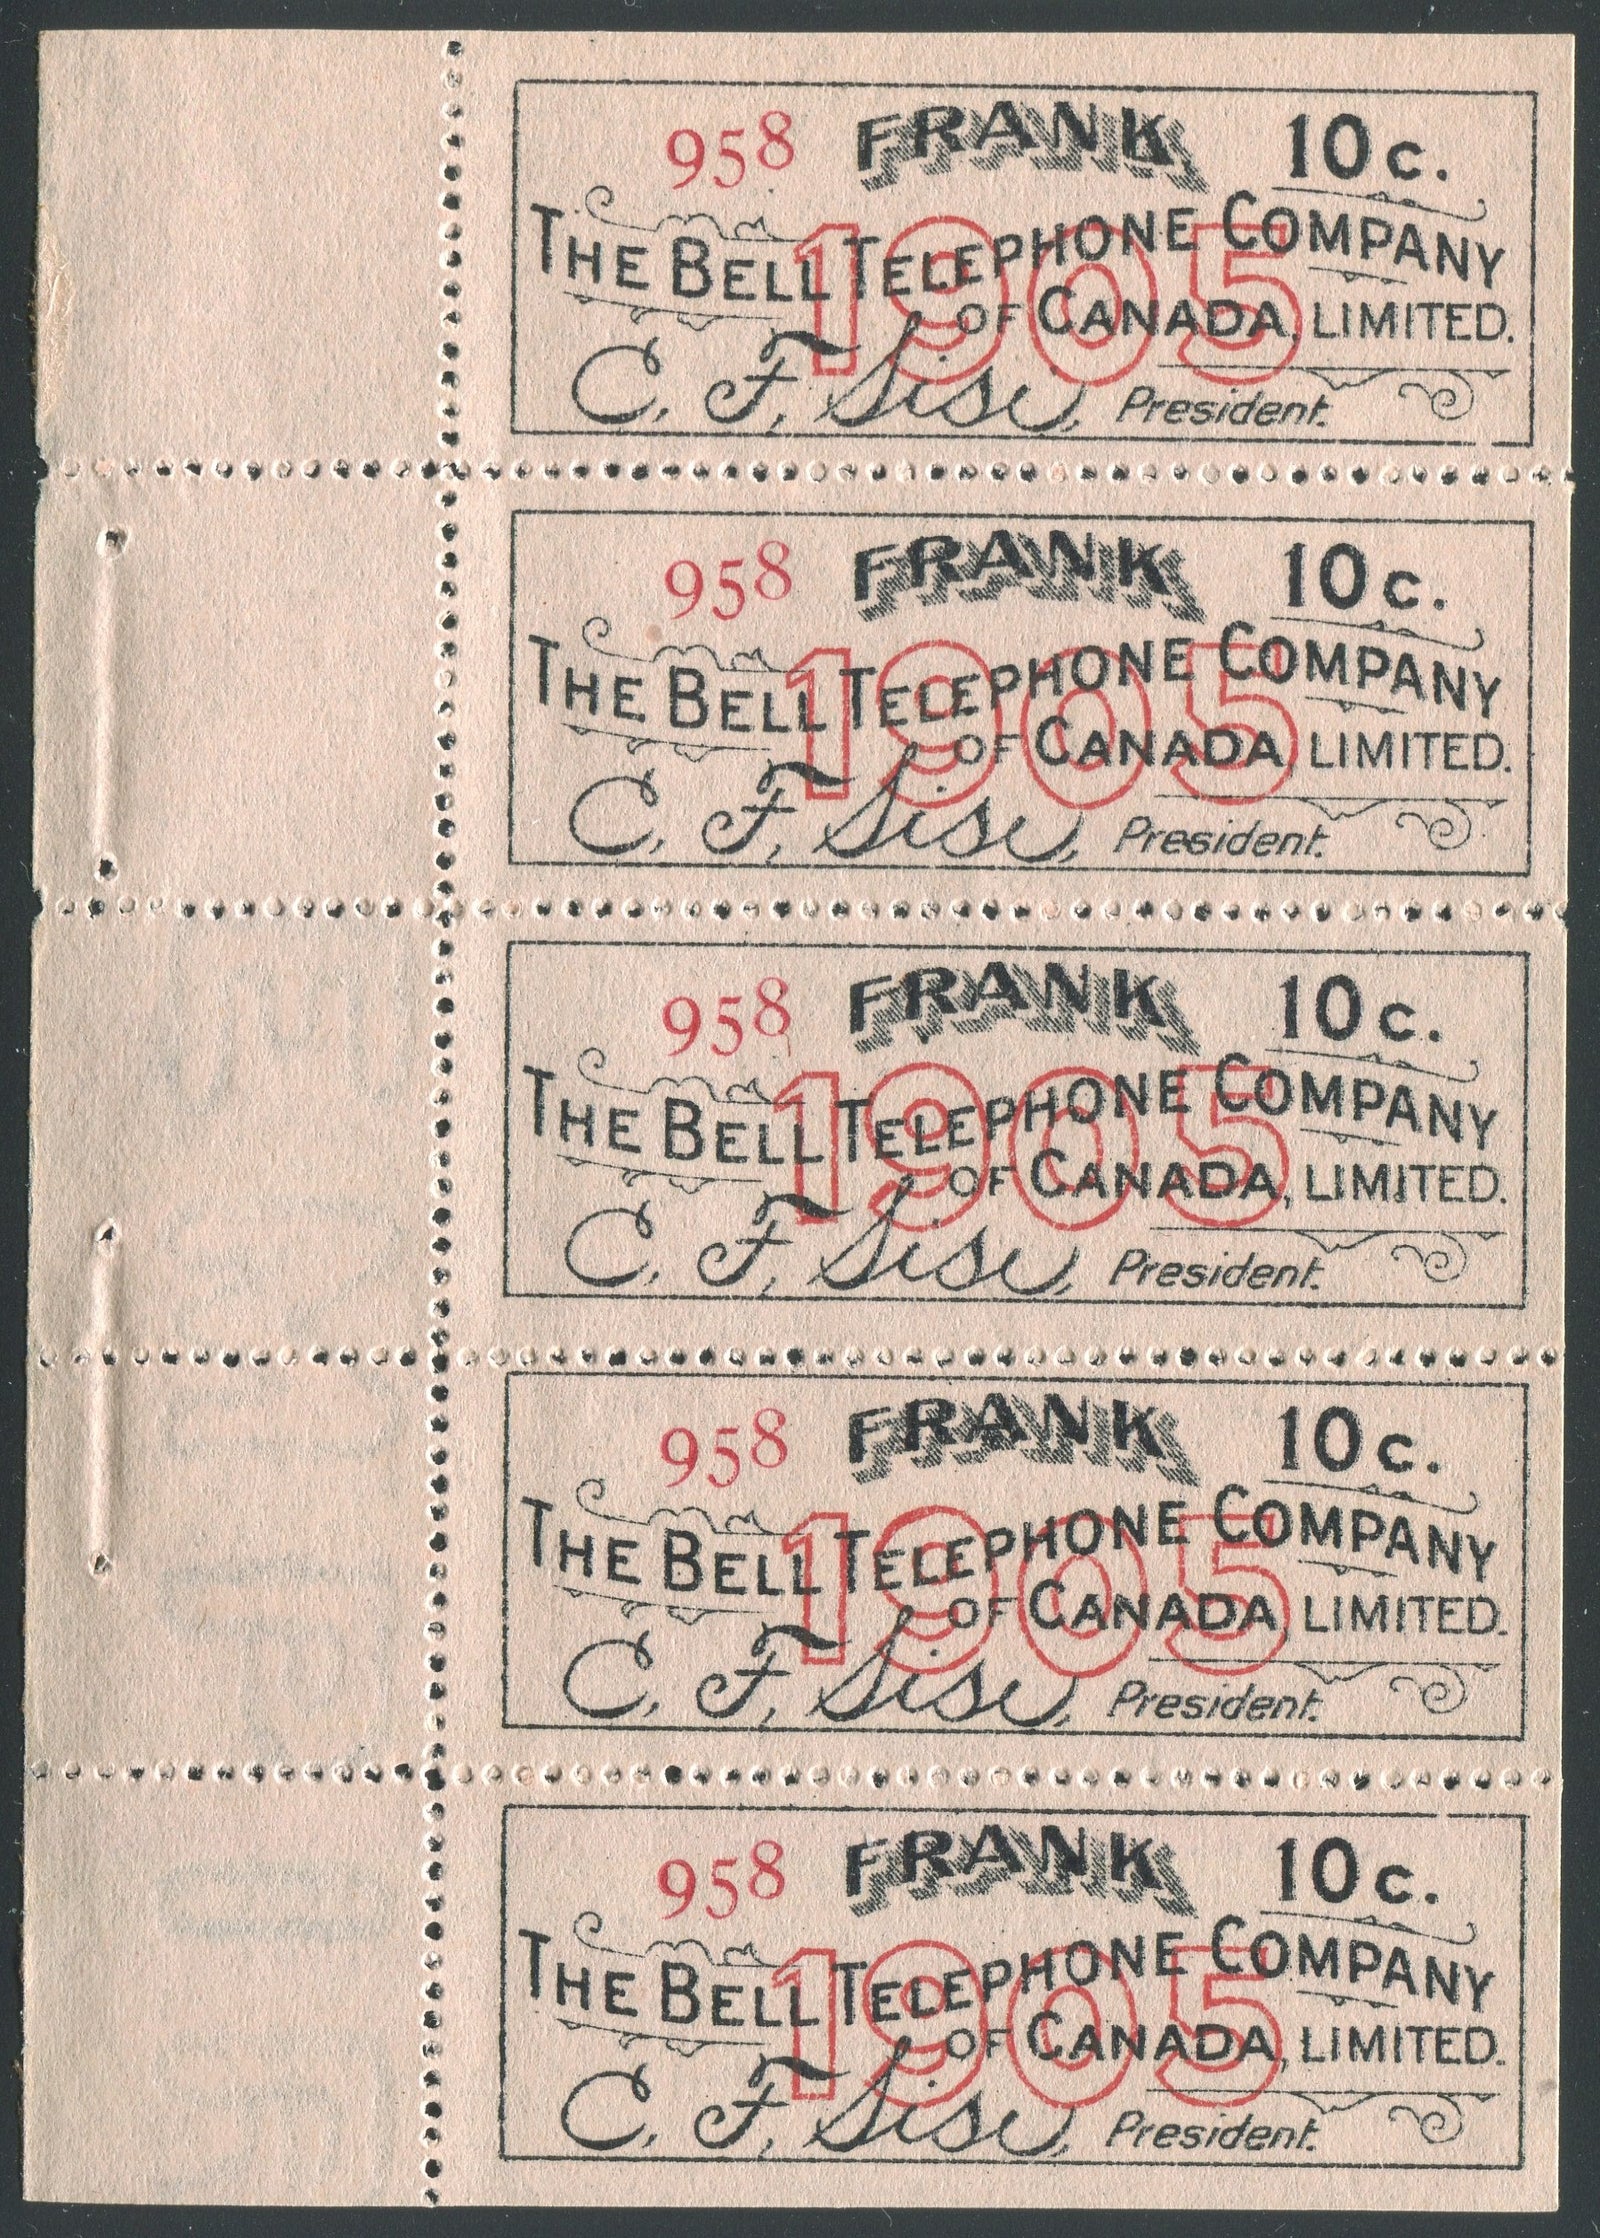 958 FRANK 10c.
1905
THE BELL TELEPHONE COMPANY
OF CANADA, LIMITED.
C. F. Sise, President.
958 FRANK 10c.
1905
THE BELL TELEPHONE COMPANY
OF CANADA, LIMITED.
C. F. Sise, President.
958 FRANK 10c.
1905
THE BELL TELEPHONE COMPANY
OF CANADA, LIMITED.
C. F. Sise, President.
958 FRANK 10c.
1905
THE BELL TELEPHONE COMPANY
OF CANADA, LIMITED.
C. F. Sise, President.
958 FRANK 10c.
1905
THE BELL TELEPHONE COMPANY
OF CANADA, LIMITED.
C. F. Sise, President.